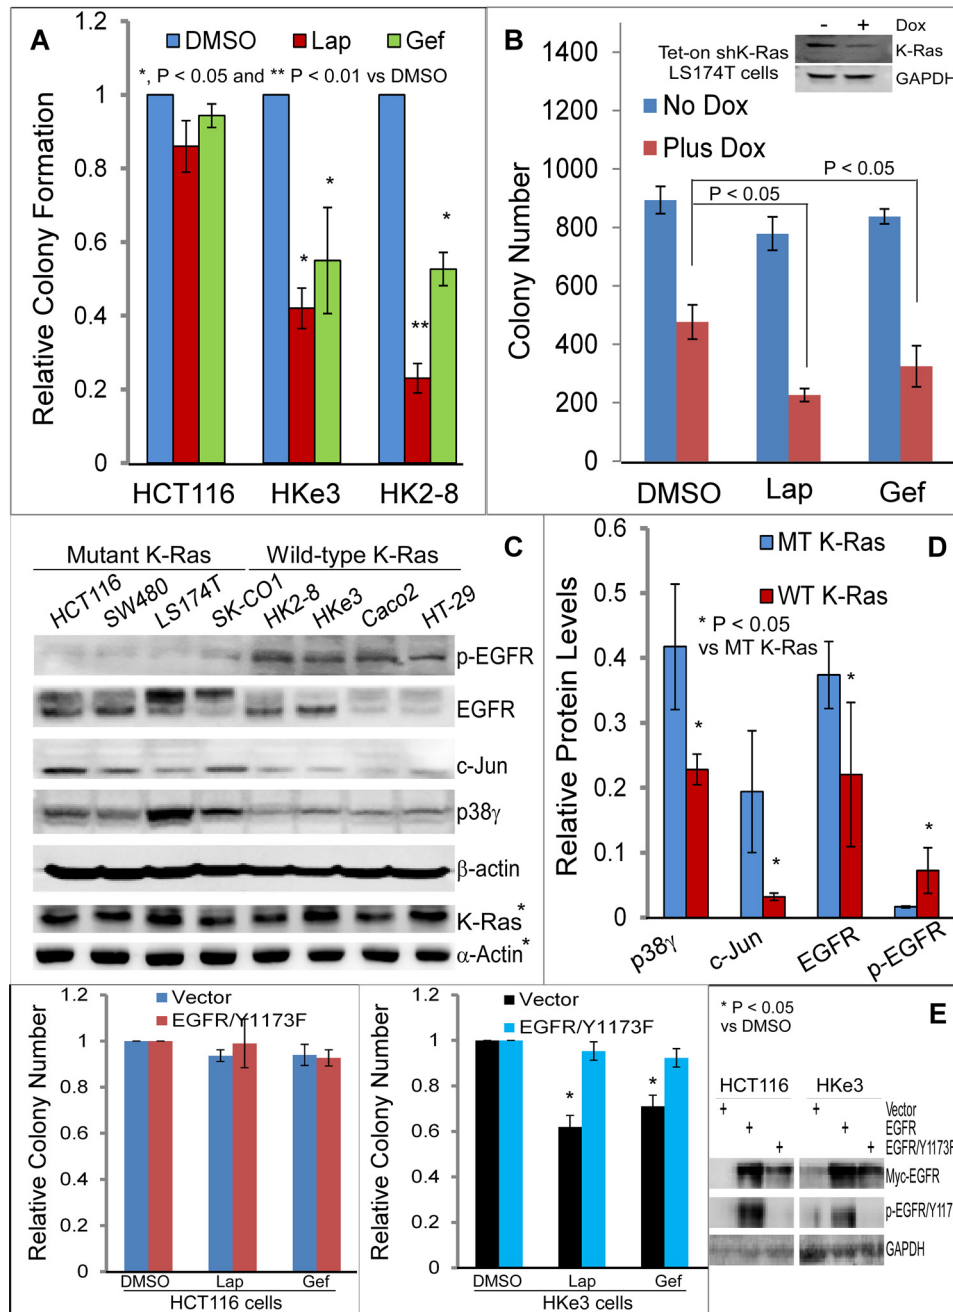 A
DMSO Lap Gef
*, P < 0.05 and ** P < 0.01 vs DMSO
Relative Colony Formation
1.2
1
0.8
0.6
0.4
0.2
0
*
*
**
*
HCT116 HKe3 HK2-8
B
Tet-on shK-Ras
LS174T cells
- + Dox
K-Ras
GAPDH
No Dox
Plus Dox
P < 0.05
P < 0.05
Colony Number
1400
1200
1000
800
600
400
200
0
DMSO Lap Gef
C
Mutant K-Ras Wild-type K-Ras
HCT116 SW480 LS174T SK-CO1 HK2-8 HKe3 Caco2 HT-29
p-EGFR
EGFR
c-Jun
p38γ
β-actin
K-Ras*
α-Actin*
D
MT K-Ras
WT K-Ras
* P < 0.05
vs MT K-Ras
Relative Protein Levels
0.6
0.5
0.4
0.3
0.2
0.1
0
*
*
*
*
p38γ c-Jun EGFR p-EGFR
Vector
EGFR/Y1173F
Relative Colony Number
1.2
1
0.8
0.6
0.4
0.2
0
DMSO Lap Gef
HCT116 cells
Vector
EGFR/Y1173F
Relative Colony Number
1.2
1
0.8
0.6
0.4
0.2
0
*
*
DMSO Lap Gef
HKe3 cells
E
* P < 0.05
vs DMSO
HCT116 HKe3
+ + Vector
+ + EGFR
+ + EGFR/Y1173F
Myc-EGFR
p-EGFR/Y117
GAPDH